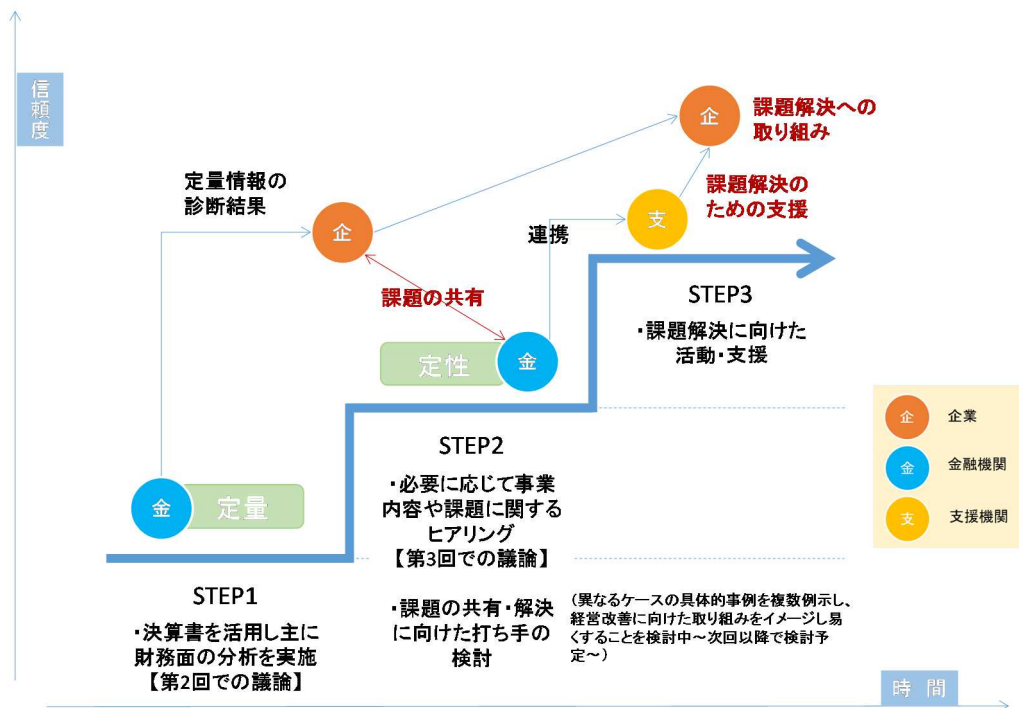 信頼度
企
課題解決への
取り組み
定量情報の
診断結果
課題解決の
ための支援
支
企
連携
課題の共有
STEP3
・課題解決に向けた
活動・支援
定性
金
企
企業
金
金融機関
支
支援機関
STEP2
・必要に応じて事業
内容や課題に関する
ヒアリング
【第3回での議論】
金
定量
STEP1
・決算書を活用し主に
財務面の分析を実施
【第2回での議論】
・課題の共有・解決
に向けた打ち手の
検討
（異なるケースの具体的事例を複数例示し、
経営改善に向けた取り組みをイメージし易
くすることを検討中～次回以降で検討予
定～）
時 間